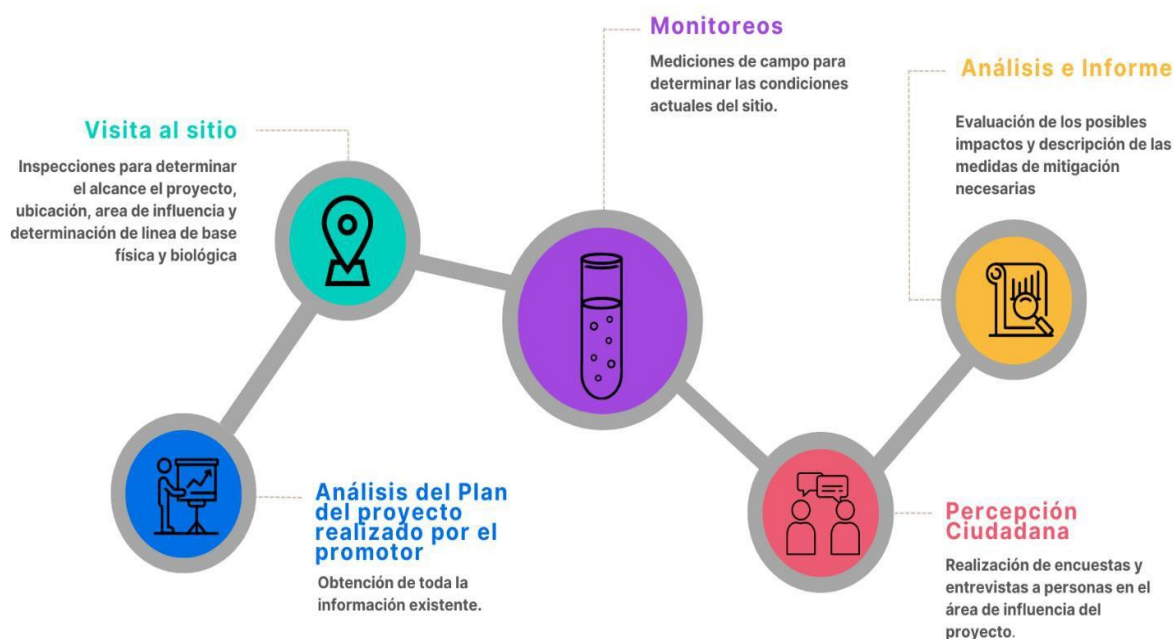 Monitoreos
Mediciones de campo para
determinar las condiciones
actuales del sitio.
Análisis e Informe
Evaluación de los posibles
impactos y descripción de las
medidas de mitigación
necesarias
Visita al sitio
Inspecciones para determinar
el alcance el proyecto,
ubicación, area de influencia y
determinación de linea de base
física y biológica
Análisis del Plan
del proyecto
realizado por el
promotor
Obtención de toda la
información existente.
Percepción
Ciudadana
Realización de encuestas y
entrevistas a personas en el
área de influencia del
proyecto.